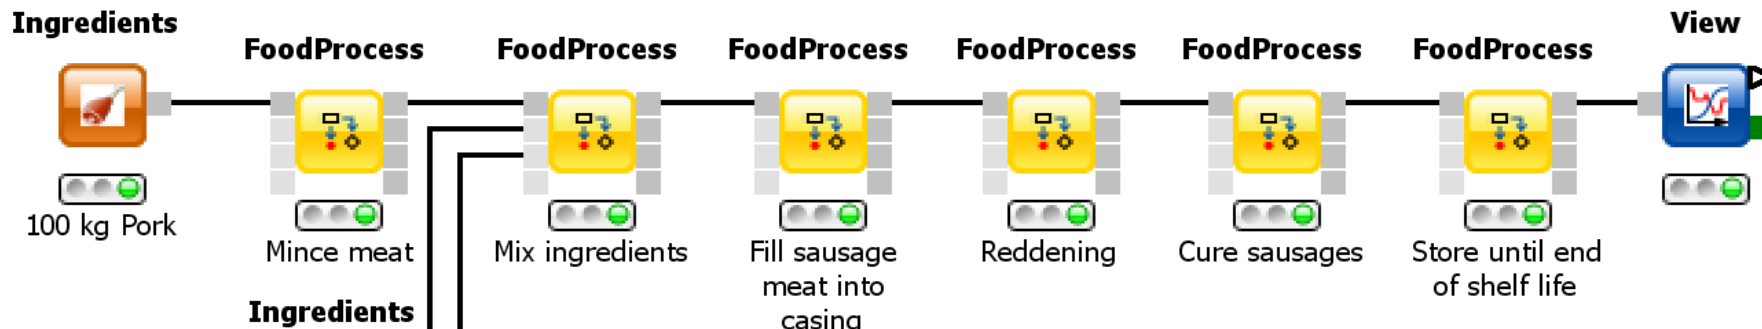 Ingredients
FoodProcess
FoodProcess
FoodProcess
FoodProcess
FoodProcess
FoodProcess
View
100 kg Pork
Mince meat
Mix ingredients
Fill sausage
meat into
casing
Reddening
Cure sausages
Store until end
of shelf life
Ingredients